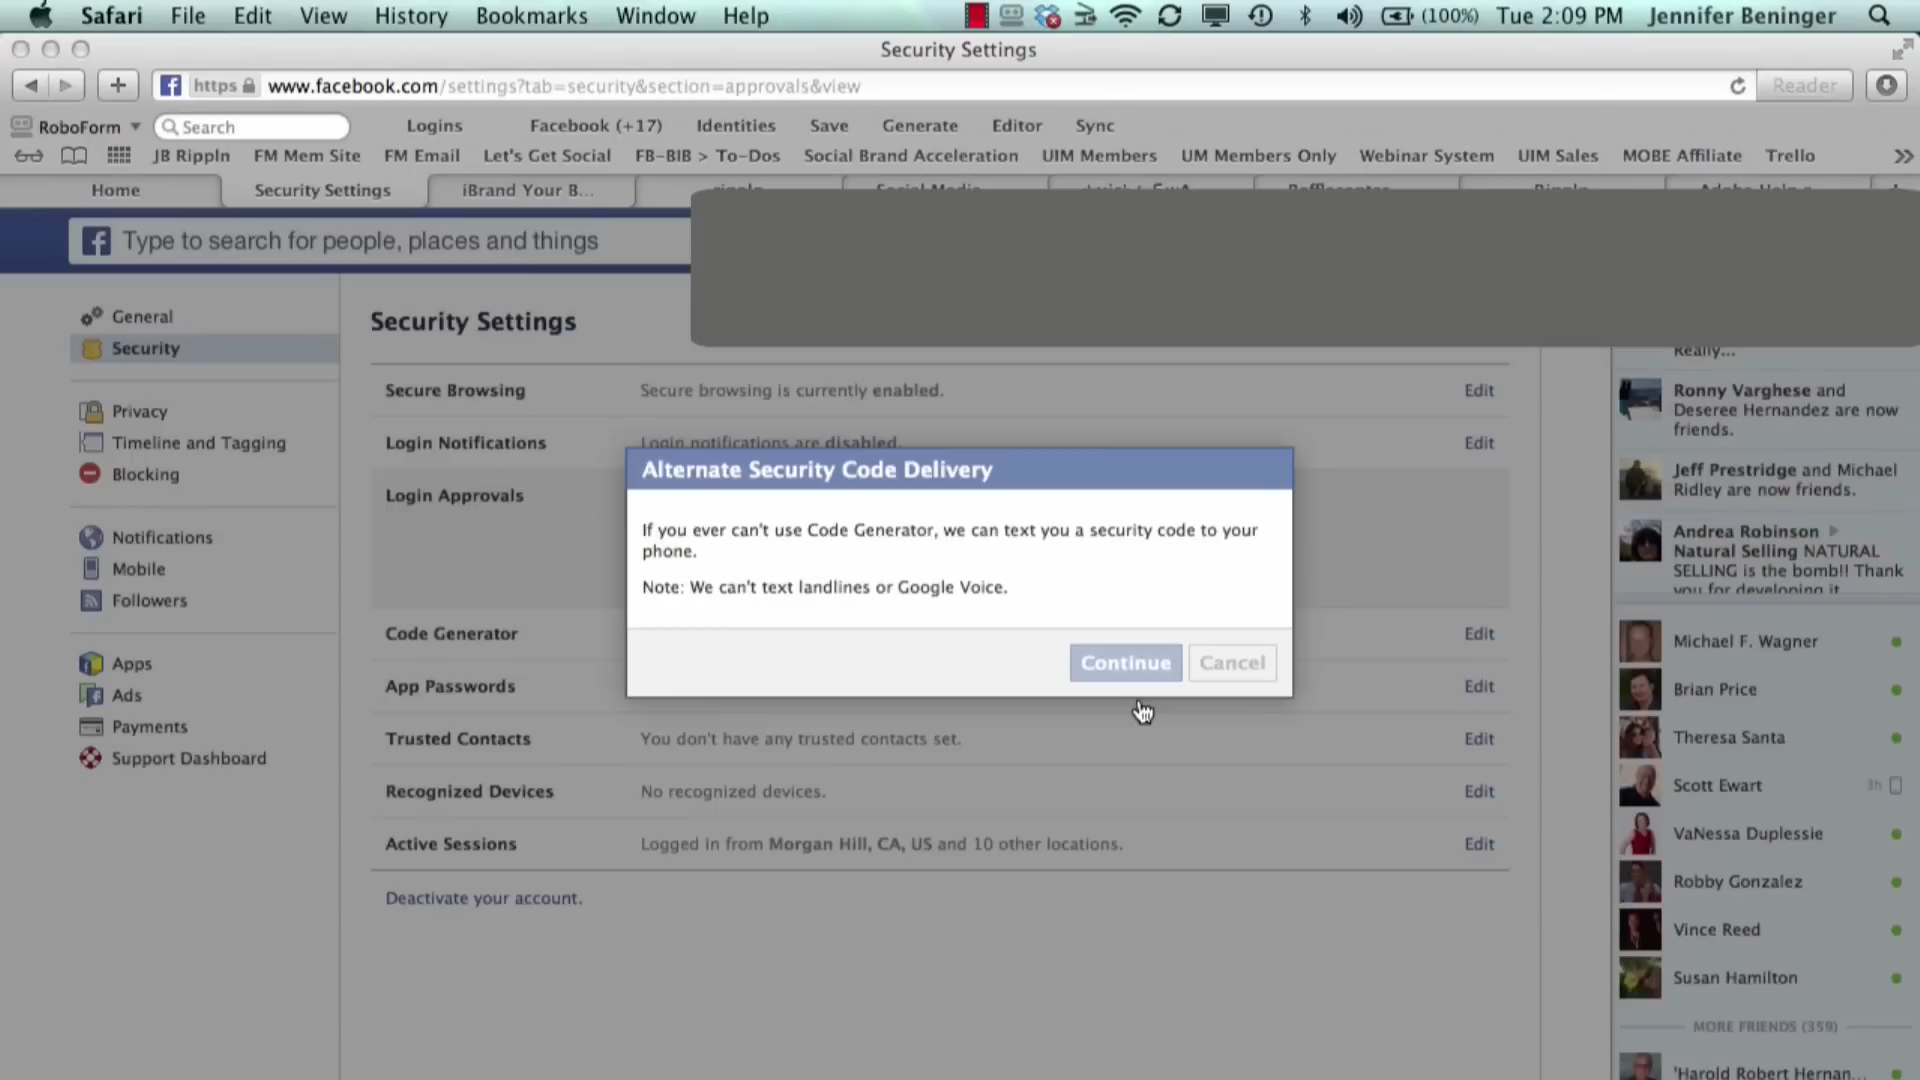 Safari File Edit View History Bookmarks Window Help (100%) Tue 2:09 PM Jennifer Beninger
Security Settings
https www.facebook.com/settings?tab=security&section=approvals&view Reader
RoboForm Search Logins Facebook (+17) Identities Save Generate Editor Sync
JB Rippln FM Mem Site FM Email Let's Get Social FB-BIB > To-Dos Social Brand Acceleration UIM Members UM Members Only Webinar System UIM Sales MOBE Affiliate Trello
Home Security Settings iBrand Your B...
Type to search for people, places and things
General
Security
Privacy
Timeline and Tagging
Blocking
Notifications
Mobile
Followers
Apps
Ads
Payments
Support Dashboard
Security Settings
Secure Browsing Secure browsing is currently enabled. Edit
Login Notifications Login notifications are disabled. Edit
Login Approvals
Alternate Security Code Delivery
If you ever can't use Code Generator, we can text you a security code to your
phone.
Note: We can't text landlines or Google Voice.
Continue Cancel
Code Generator Edit
App Passwords Edit
Trusted Contacts You don't have any trusted contacts set. Edit
Recognized Devices No recognized devices. Edit
Active Sessions Logged in from Morgan Hill, CA, US and 10 other locations. Edit
Deactivate your account.
Really...
Ronny Varghese and
Deseree Hernandez are now
friends.
Jeff Prestridge and Michael
Ridley are now friends.
Andrea Robinson
Natural Selling NATURAL
SELLING is the bomb!! Thank
you for developing it
Michael F. Wagner
Brian Price
Theresa Santa
Scott Ewart 3h
VaNessa Duplessie
Robby Gonzalez
Vince Reed
Susan Hamilton
MORE FRIENDS (359)
'Harold Robert Hernan...